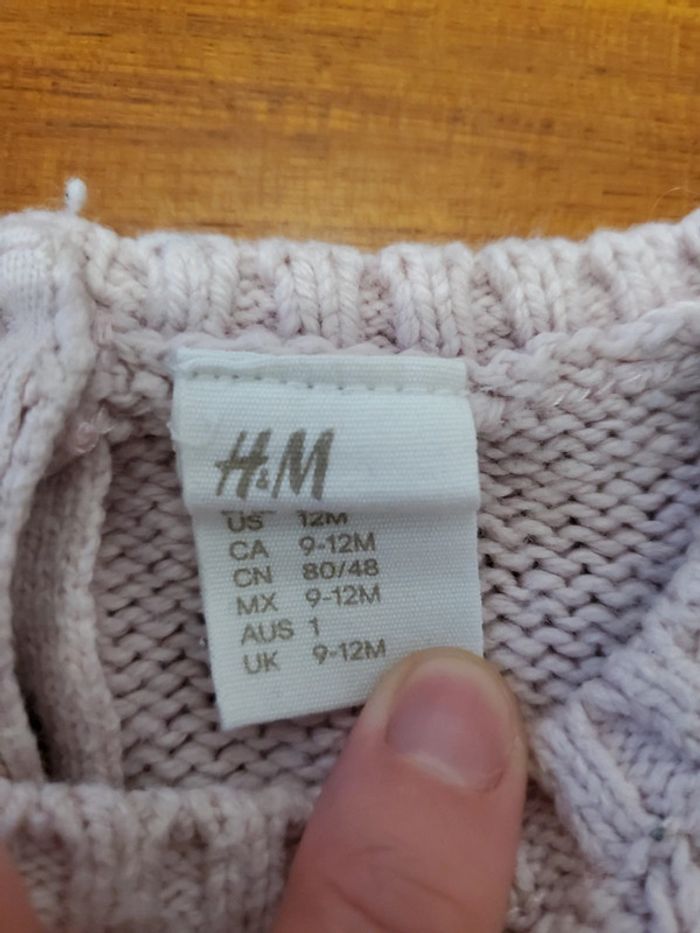 H&M
US 12M
CA 9-12M
CN 80/48
MX 9-12M
AUS 1
UK 9-12M